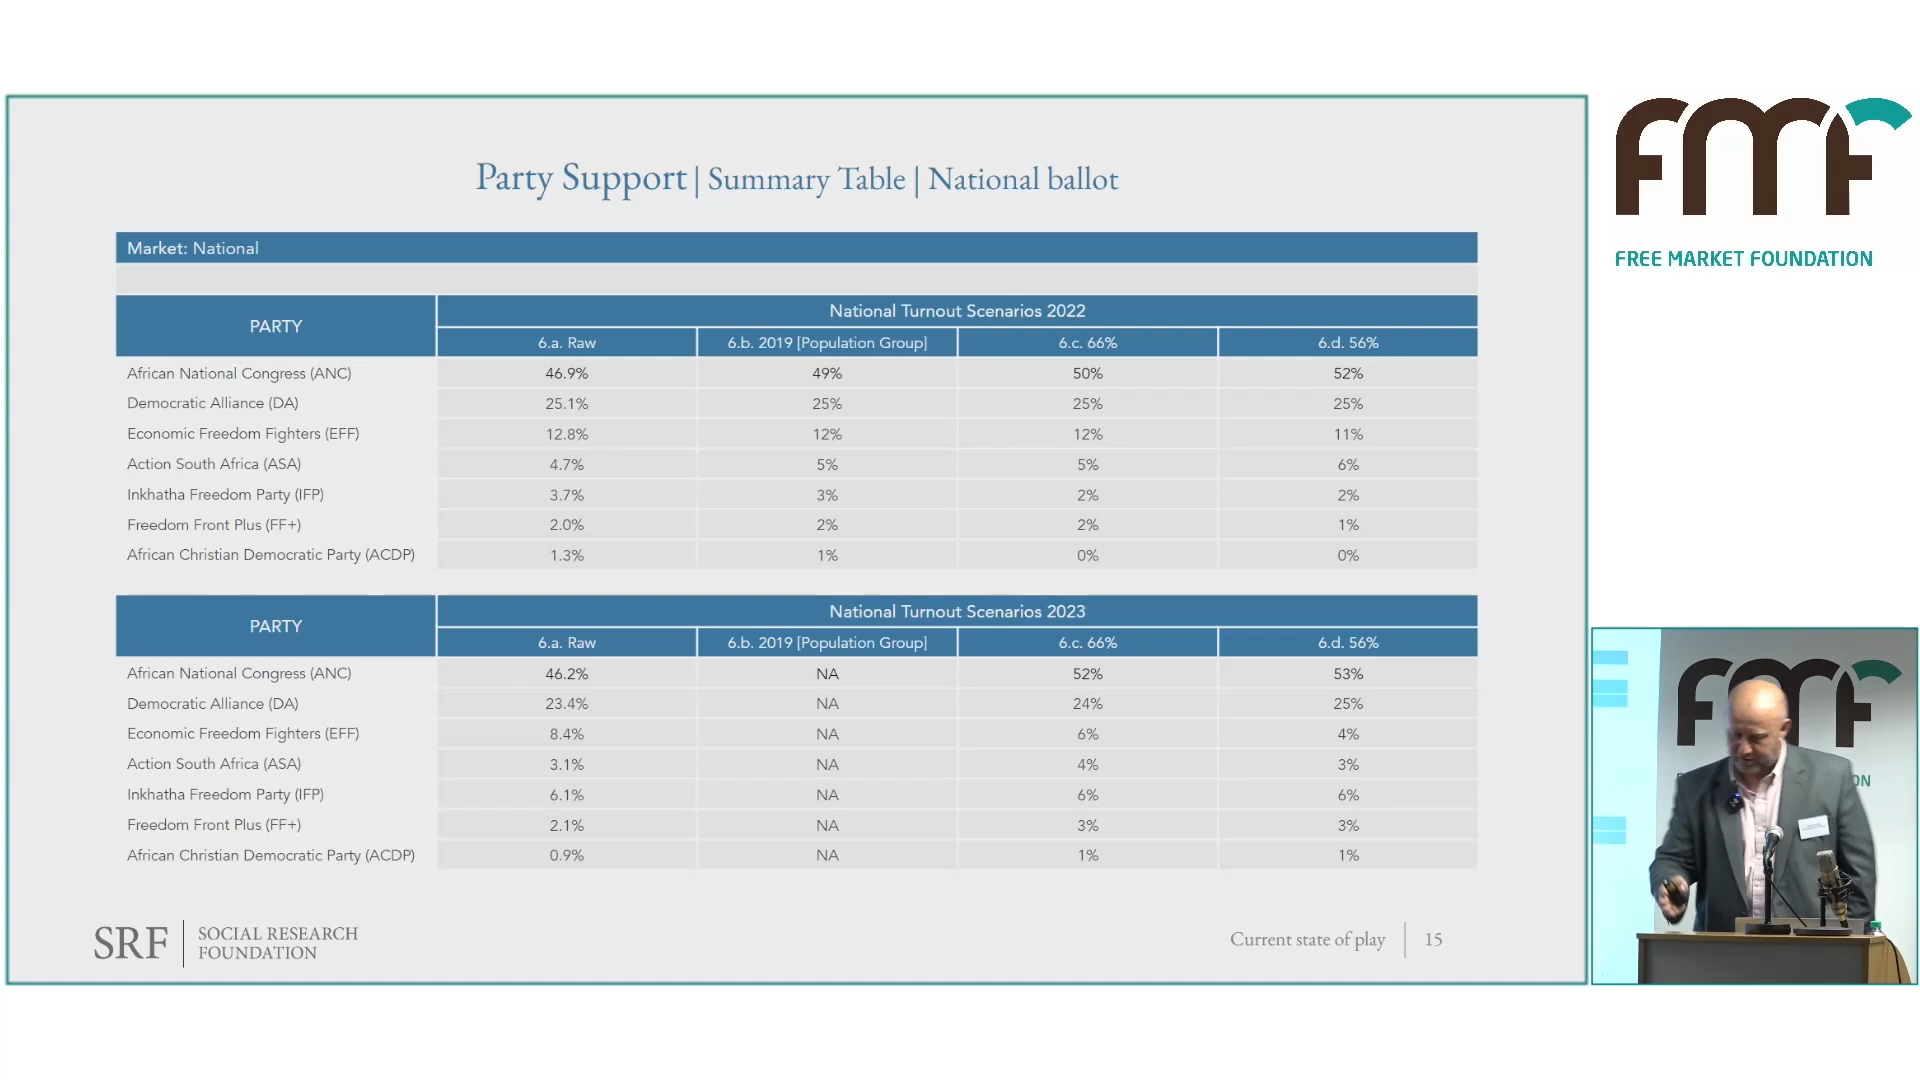 Party Support | Summary Table | National ballot
Market: National
PARTY
National Turnout Scenarios 2022
6.a. Raw 6.b. 2019 [Population Group] 6.c. 66% 6.d. 56%
African National Congress (ANC) 46.9% 49% 50% 52%
Democratic Alliance (DA) 25.1% 25% 25% 25%
Economic Freedom Fighters (EFF) 12.8% 12% 12% 11%
Action South Africa (ASA) 4.7% 5% 5% 6%
Inkhatha Freedom Party (IFP) 3.7% 3% 2% 2%
Freedom Front Plus (FF+) 2.0% 2% 2% 1%
African Christian Democratic Party (ACDP) 1.3% 1% 0% 0%
PARTY
National Turnout Scenarios 2023
6.a. Raw 6.b. 2019 [Population Group] 6.c. 66% 6.d. 56%
African National Congress (ANC) 46.2% NA 52% 53%
Democratic Alliance (DA) 23.4% NA 24% 25%
Economic Freedom Fighters (EFF) 8.4% NA 6% 4%
Action South Africa (ASA) 3.1% NA 4% 3%
Inkhatha Freedom Party (IFP) 6.1% NA 6% 6%
Freedom Front Plus (FF+) 2.1% NA 3% 3%
African Christian Democratic Party (ACDP) 0.9% NA 1% 1%
SRF
SOCIAL RESEARCH
FOUNDATION
Current state of play 15
FMF
FREE MARKET FOUNDATION
FMF
ON